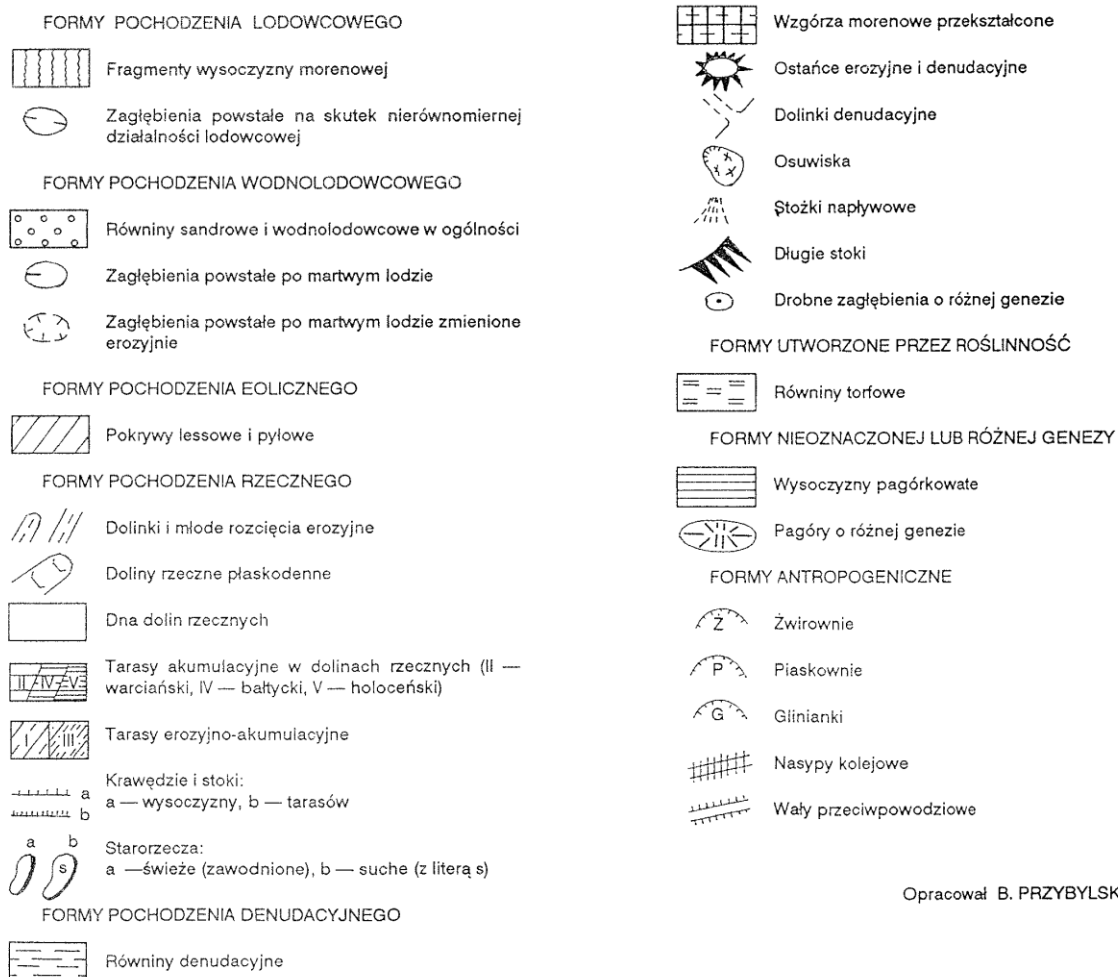 FORMY POCHODZENIA LODOWCOWEGO
Fragmenty wysoczyzny morenowej
Zagłębienia powstałe na skutek nierównomiernej
działalności lodowcowej
FORMY POCHODZENIA WODNOLODOWCOWEGO
Równiny sandrowe i wodnolodowcowe w ogólności
Zagłębienia powstałe po martwym lodzie
Zagłębienia powstałe po martwym lodzie zmienione
erozyjnie
FORMY POCHODZENIA EOLICZNEGO
Pokrywy lessowe i pyłowe
FORMY POCHODZENIA RZECZNEGO
Dolinki i młode rozcięcia erozyjne
Doliny rzeczne płaskodenne
Dna dolin rzecznych
II IV V
Tarasy akumulacyjne w dolinach rzecznych (II —
warciański, IV — bałtycki, V — holoceński)
I III
Tarasy erozyjno-akumulacyjne
Krawędzie i stoki:
a
a — wysoczyzny, b — tarasów
b
a b
Starorzecza:
s
a —świeże (zawodnione), b — suche (z literą s)
FORMY POCHODZENIA DENUDACYJNEGO
Równiny denudacyjne
Wzgórza morenowe przekształcone
Ostańce erozyjne i denudacyjne
Dolinki denudacyjne
Osuwiska
Stożki napływowe
Długie stoki
Drobne zagłębienia o różnej genezie
FORMY UTWORZONE PRZEZ ROŚLINNOŚĆ
Równiny torfowe
FORMY NIEOZNACZONEJ LUB RÓŻNEJ GENEZY
Wysoczyzny pagórkowate
Pagóry o różnej genezie
FORMY ANTROPOGENICZNE
Ż Żwirownie
P Piaskownie
G Glinianki
Nasypy kolejowe
Wały przeciwpowodziowe
Opracował B. PRZYBYLSK